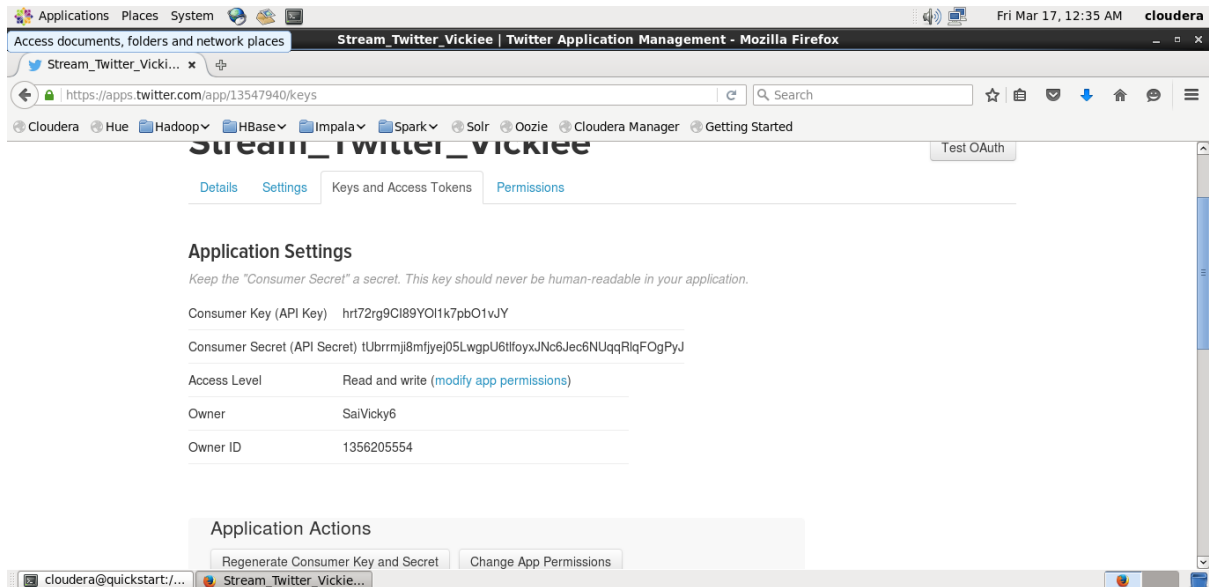 Applications Places System Fri Mar 17, 12:35 AM cloudera
Access documents, folders and network places Stream_Twitter_Vickiee | Twitter Application Management - Mozilla Firefox
Stream_Twitter_Vicki...
https://apps.twitter.com/app/13547940/keys Search
Cloudera Hue Hadoop HBase Impala Spark Solr Oozie Cloudera Manager Getting Started
Stream_Twitter_Vickiee Test OAuth
Details Settings Keys and Access Tokens Permissions
Application Settings
Keep the "Consumer Secret" a secret. This key should never be human-readable in your application.
Consumer Key (API Key)
Consumer Secret (API Secret)
Access Level Read and write (modify app permissions)
Owner SaiVicky6
Owner ID 1356205554
Application Actions
Regenerate Consumer Key and Secret Change App Permissions
cloudera@quickstart:/... Stream_Twitter_Vickie...